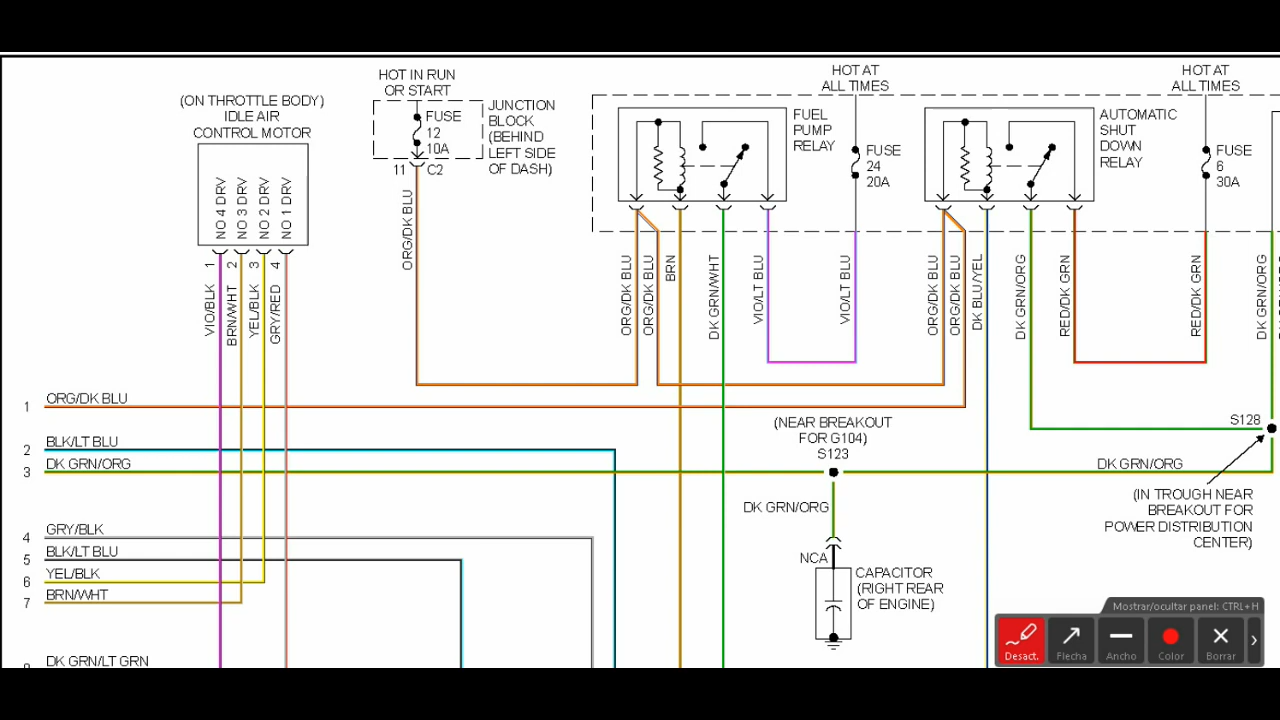 (ON THROTTLE BODY)
IDLE AIR
CONTROL MOTOR
NO 4 DRV
NO 3 DRV
NO 2 DRV
NO 1 DRV
1
2
3
4
VIO/BLK
BRN/WHT
YEL/BLK
GRY/RED
HOT IN RUN
OR START
FUSE
12
10A
JUNCTION
BLOCK
(BEHIND
LEFT SIDE
OF DASH)
11
C2
ORG/DK BLU
HOT AT
ALL TIMES
FUEL
PUMP
RELAY
FUSE
24
20A
ORG/DK BLU
ORG/DK BLU
BRN
DK GRN/WHT
VIO/LT BLU
VIO/LT BLU
HOT AT
ALL TIMES
AUTOMATIC
SHUT
DOWN
RELAY
FUSE
6
30A
ORG/DK BLU
ORG/DK BLU
DK BLU/YEL
DK GRN/ORG
RED/DK GRN
RED/DK GRN
DK GRN/ORG
1 ORG/DK BLU
2 BLK/LT BLU
3 DK GRN/ORG
4 GRY/BLK
5 BLK/LT BLU
6 YEL/BLK
7 BRN/WHT
DK GRN/LT GRN
(NEAR BREAKOUT
FOR G104)
S123
DK GRN/ORG
NCA
CAPACITOR
(RIGHT REAR
OF ENGINE)
S128
DK GRN/ORG
(IN TROUGH NEAR
BREAKOUT FOR
POWER DISTRIBUTION
CENTER)
Mostrar/ocultar panel: CTRL+H
Desact.
Flecha
Ancho
Color
Borrar